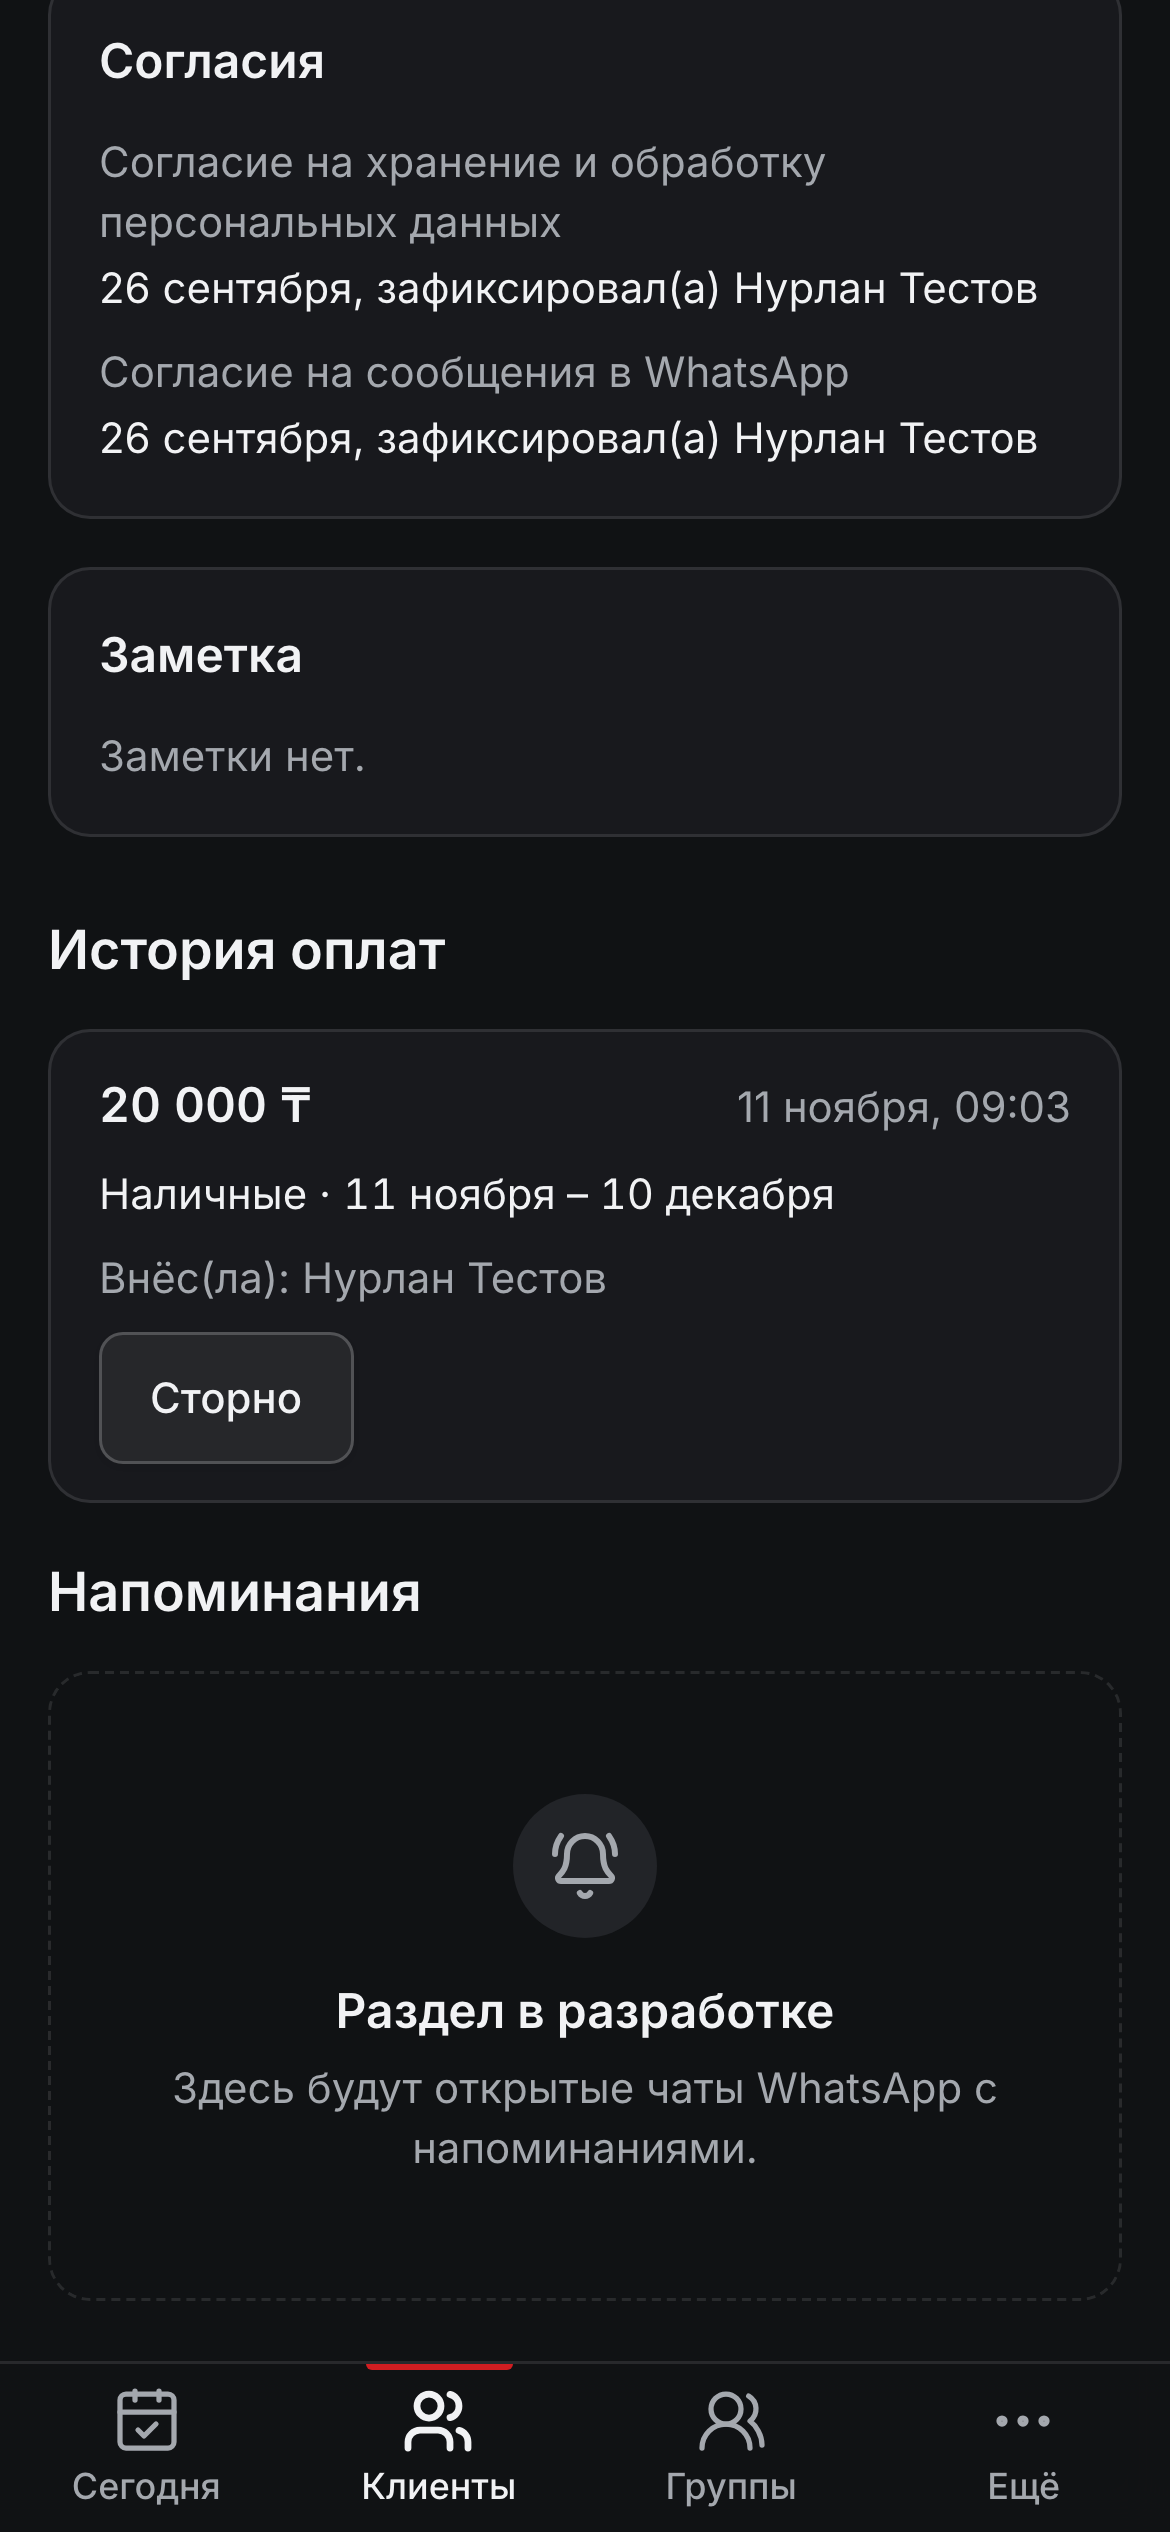 Согласия
Согласие на хранение и обработку
персональных данных
26 сентября, зафиксировал(а) Нурлан Тестов
Согласие на сообщения в WhatsApp
26 сентября, зафиксировал(а) Нурлан Тестов
Заметка
Заметки нет.
История оплат
20 000 ₸ 11 ноября, 09:03
Наличные · 11 ноября – 10 декабря
Внёс(ла): Нурлан Тестов
Сторно
Напоминания
Раздел в разработке
Здесь будут открытые чаты WhatsApp с
напоминаниями.
Сегодня Клиенты Группы Ещё